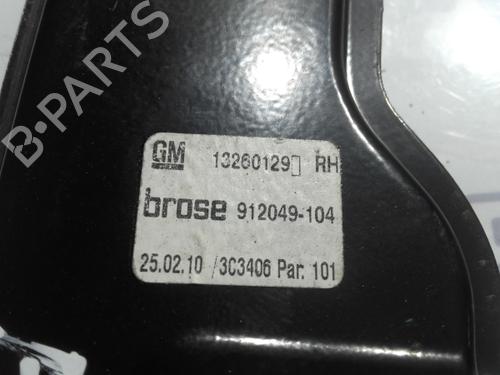 GM 13260129▯ RH
brose 912049-104
25.02.10 /3C3406 Par. 101
B-PARTS